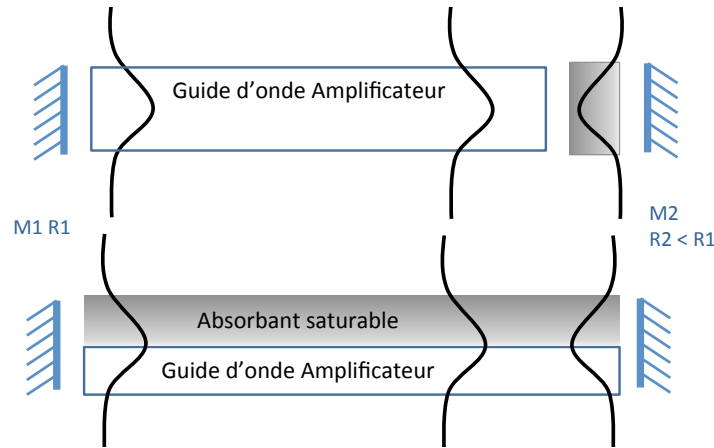 Guide d'onde Amplificateur
M1 R1
M2
R2 < R1
Absorbant saturable
Guide d'onde Amplificateur